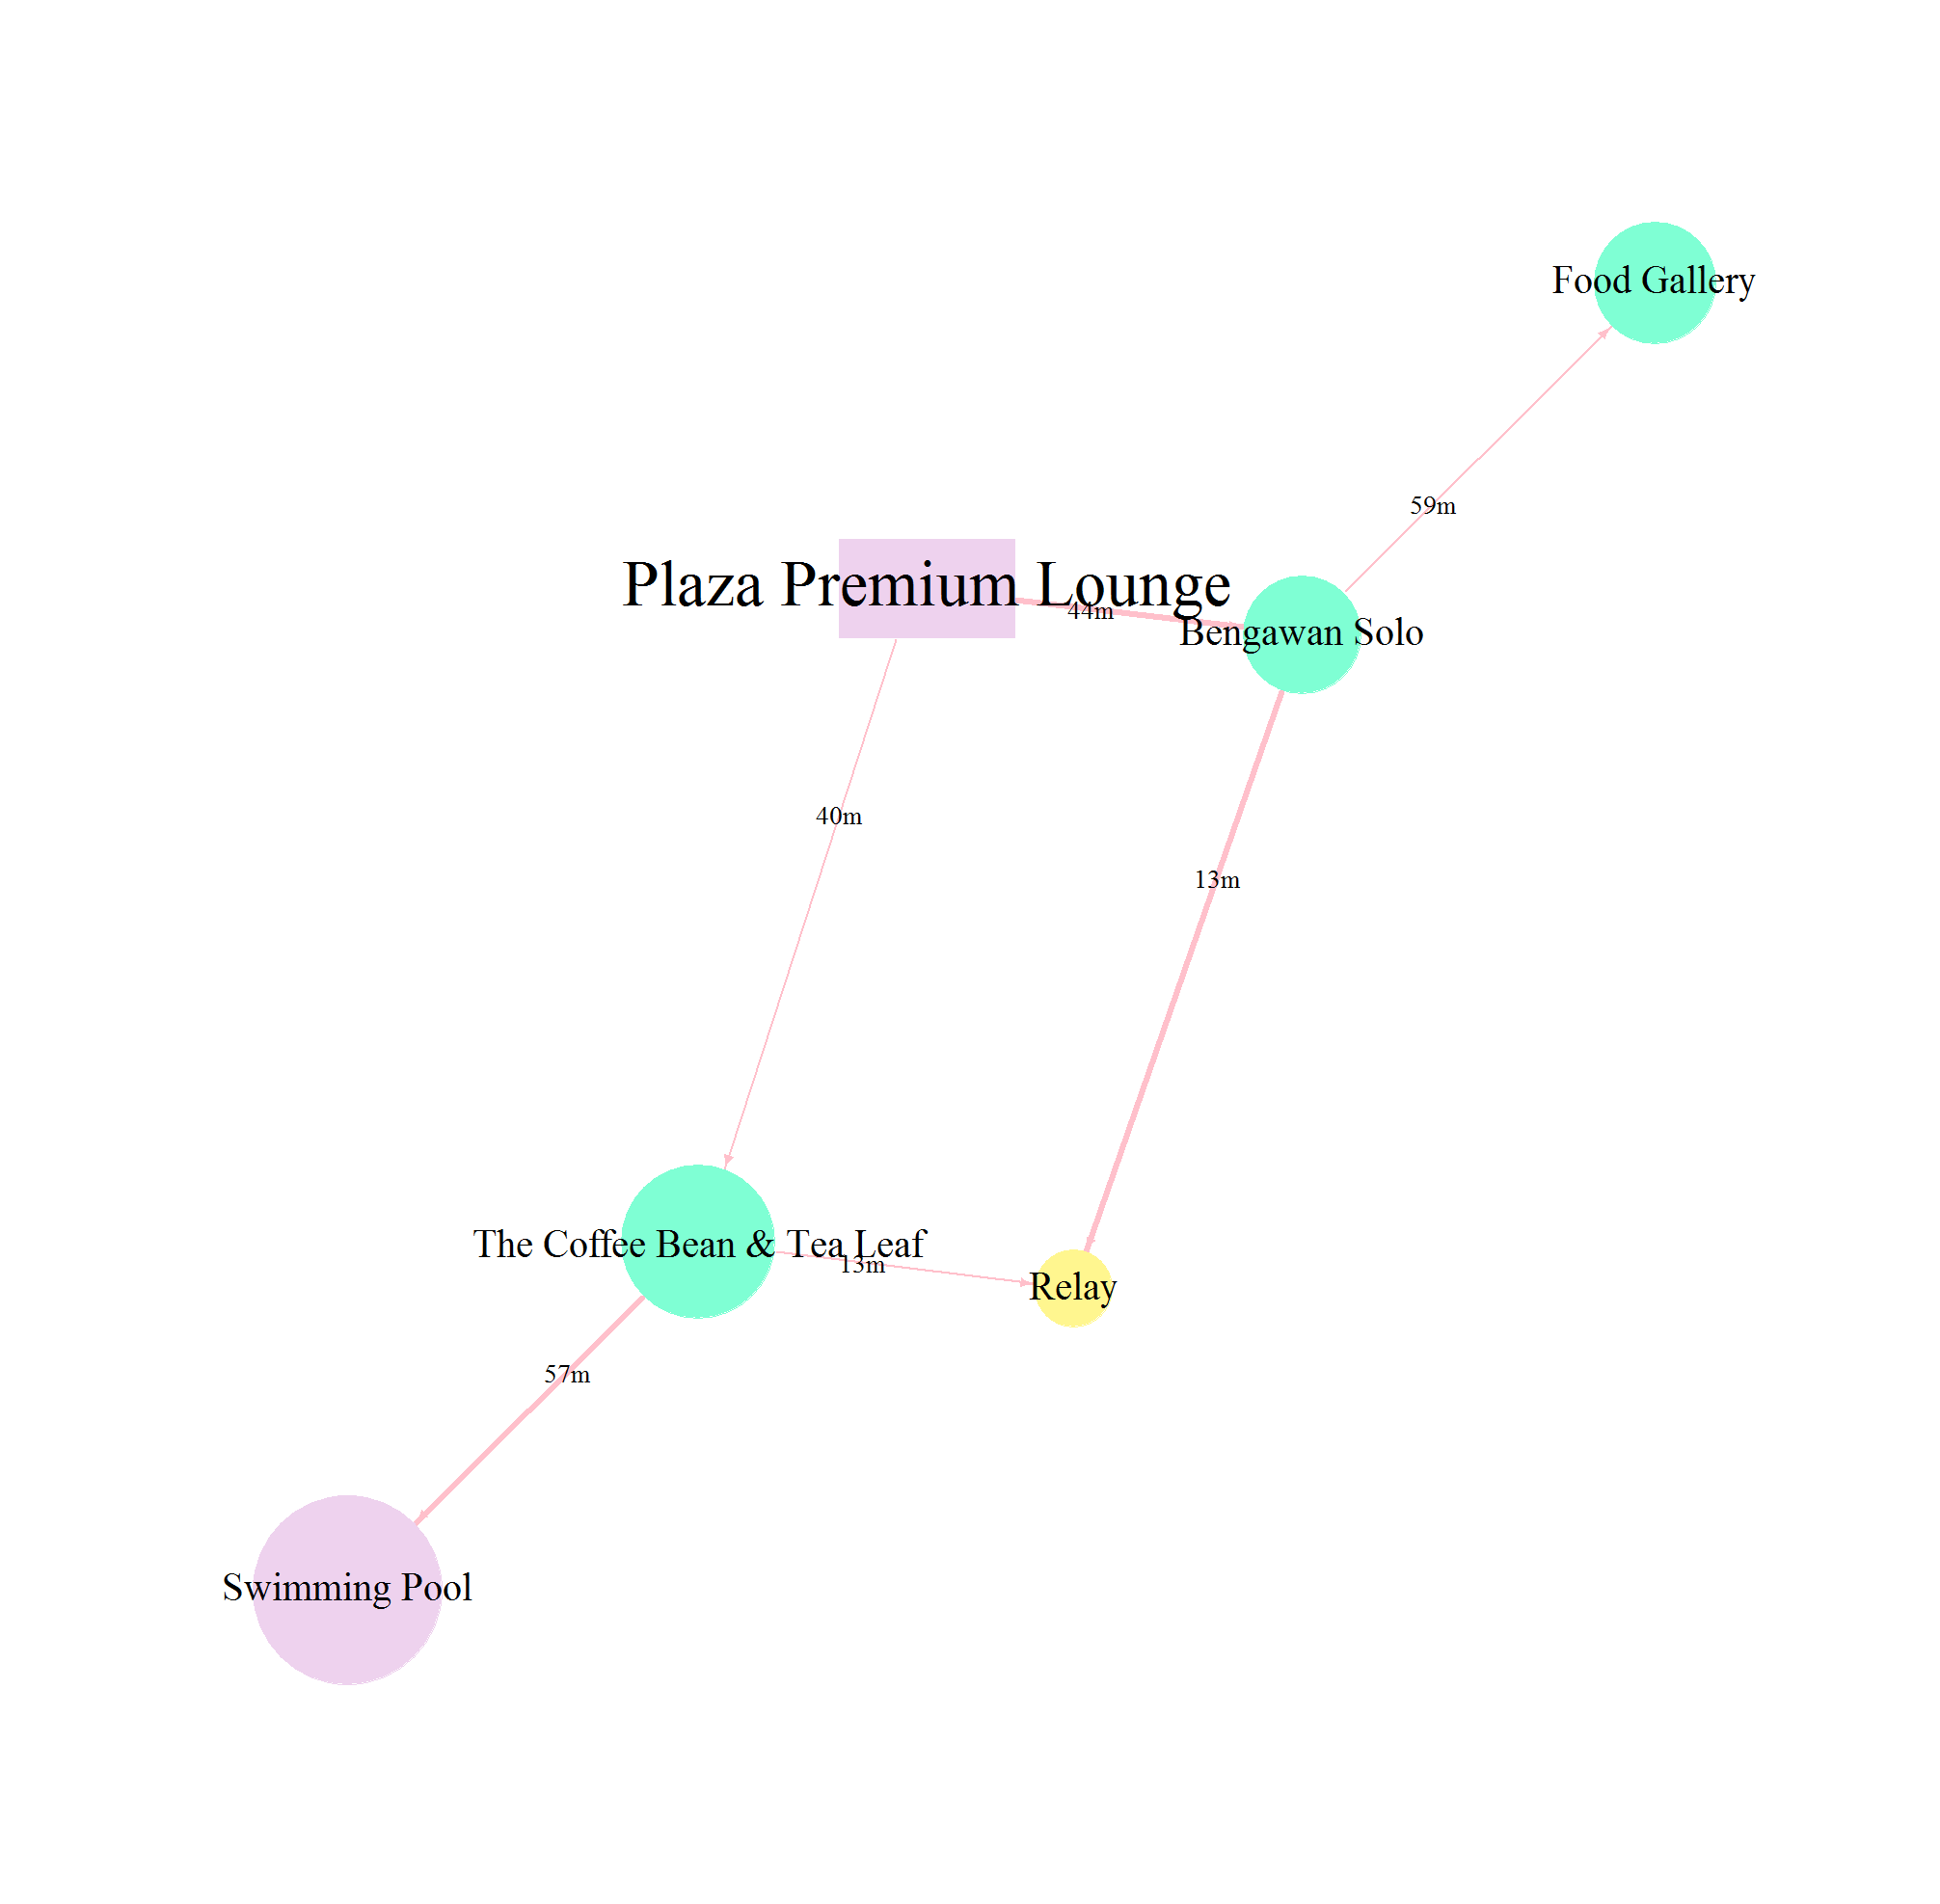 Food Gallery
59m
Plaza Premium Lounge
44m
Bengawan Solo
40m
13m
The Coffee Bean & Tea Leaf
13m
Relay
57m
Swimming Pool